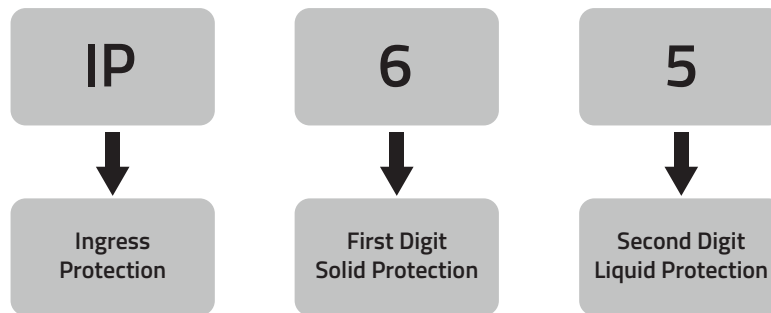 IP
6
5
Ingress
Protection
First Digit
Solid Protection
Second Digit
Liquid Protection